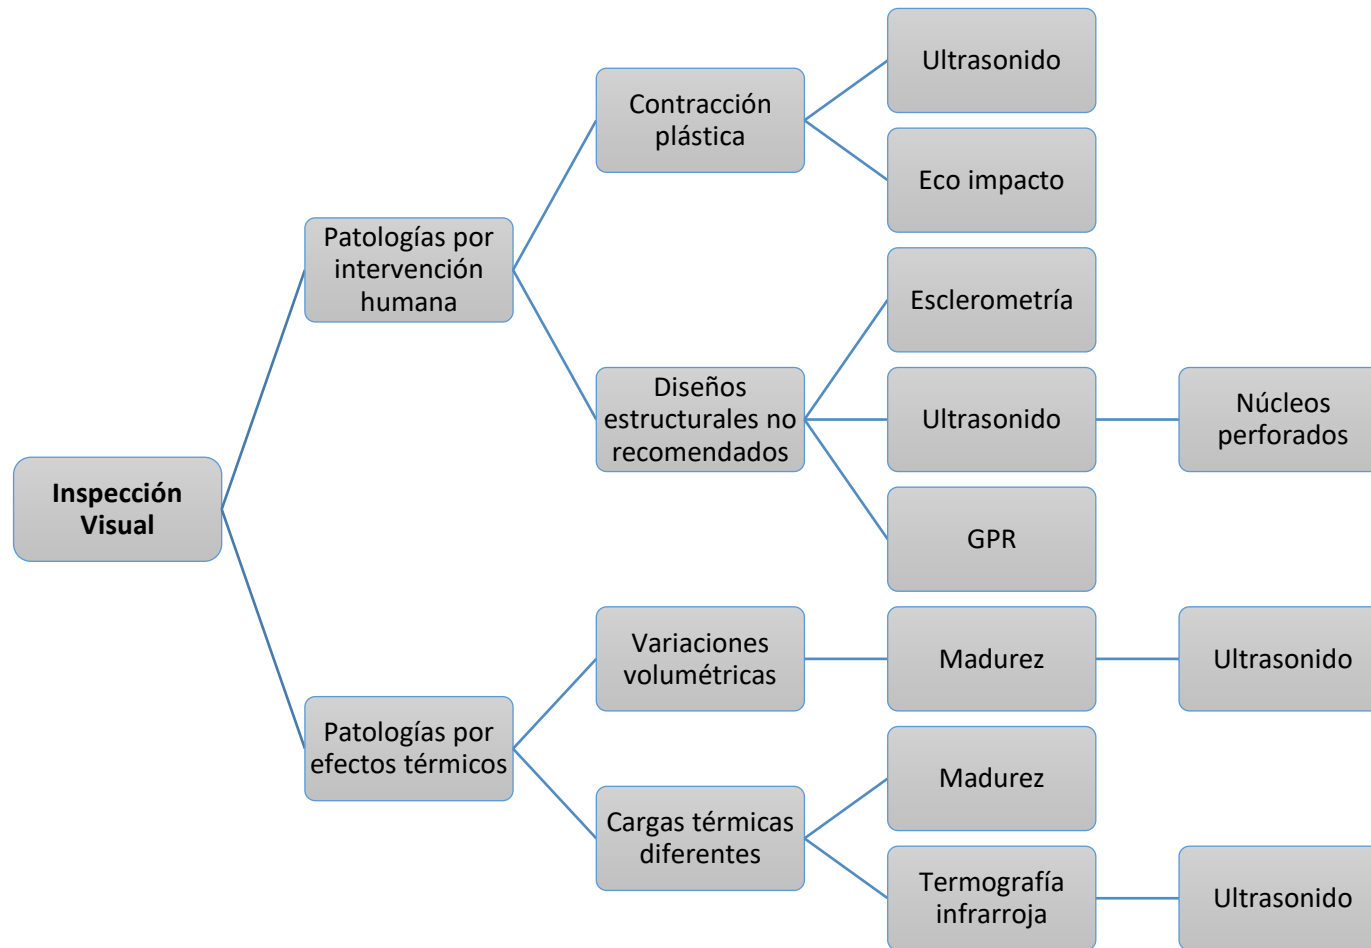 Inspección
Visual
Patologías por
intervención
humana
Contracción
plástica
Ultrasonido
Eco impacto
Diseños
estructurales no
recomendados
Esclerometría
Ultrasonido
Núcleos
perforados
GPR
Patologías por
efectos térmicos
Variaciones
volumétricas
Madurez
Ultrasonido
Cargas térmicas
diferentes
Madurez
Termografía
infrarroja
Ultrasonido